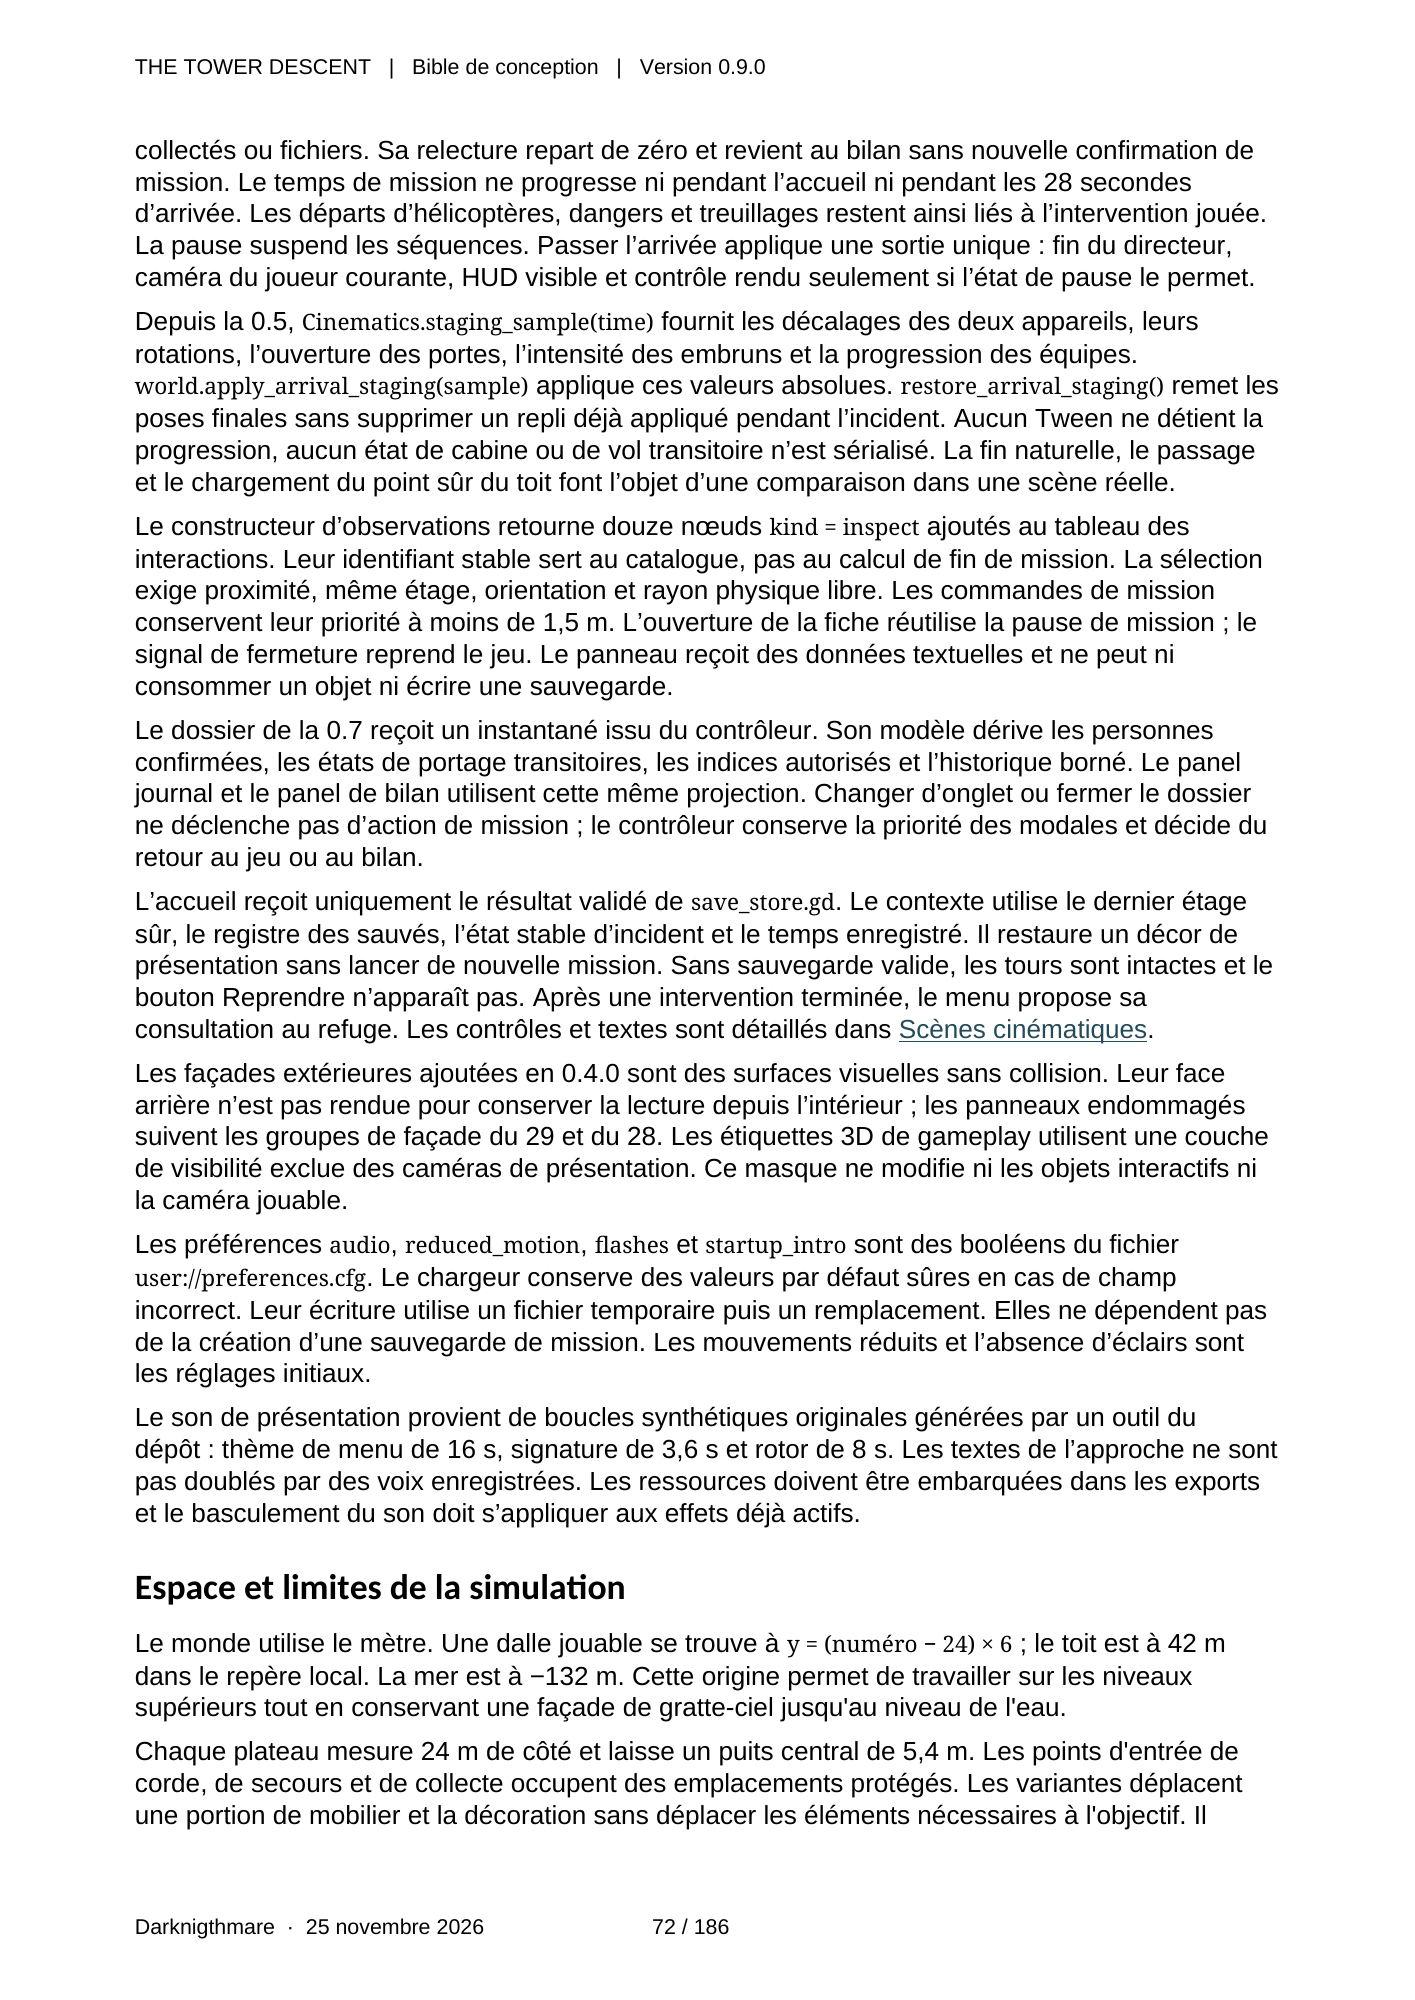 THE TOWER DESCENT | Bible de conception | Version 0.9.0
collectés ou fichiers. Sa relecture repart de zéro et revient au bilan sans nouvelle confirmation de
mission. Le temps de mission ne progresse ni pendant l’accueil ni pendant les 28 secondes
d’arrivée. Les départs d’hélicoptères, dangers et treuillages restent ainsi liés à l’intervention jouée.
La pause suspend les séquences. Passer l’arrivée applique une sortie unique : fin du directeur,
caméra du joueur courante, HUD visible et contrôle rendu seulement si l’état de pause le permet.
Depuis la 0.5, Cinematics.staging_sample(time) fournit les décalages des deux appareils, leurs
rotations, l’ouverture des portes, l’intensité des embruns et la progression des équipes.
world.apply_arrival_staging(sample) applique ces valeurs absolues. restore_arrival_staging() remet les
poses finales sans supprimer un repli déjà appliqué pendant l’incident. Aucun Tween ne détient la
progression, aucun état de cabine ou de vol transitoire n’est sérialisé. La fin naturelle, le passage
et le chargement du point sûr du toit font l’objet d’une comparaison dans une scène réelle.
Le constructeur d’observations retourne douze nœuds kind = inspect ajoutés au tableau des
interactions. Leur identifiant stable sert au catalogue, pas au calcul de fin de mission. La sélection
exige proximité, même étage, orientation et rayon physique libre. Les commandes de mission
conservent leur priorité à moins de 1,5 m. L’ouverture de la fiche réutilise la pause de mission ; le
signal de fermeture reprend le jeu. Le panneau reçoit des données textuelles et ne peut ni
consommer un objet ni écrire une sauvegarde.
Le dossier de la 0.7 reçoit un instantané issu du contrôleur. Son modèle dérive les personnes
confirmées, les états de portage transitoires, les indices autorisés et l’historique borné. Le panel
journal et le panel de bilan utilisent cette même projection. Changer d’onglet ou fermer le dossier
ne déclenche pas d’action de mission ; le contrôleur conserve la priorité des modales et décide du
retour au jeu ou au bilan.
L’accueil reçoit uniquement le résultat validé de save_store.gd. Le contexte utilise le dernier étage
sûr, le registre des sauvés, l’état stable d’incident et le temps enregistré. Il restaure un décor de
présentation sans lancer de nouvelle mission. Sans sauvegarde valide, les tours sont intactes et le
bouton Reprendre n’apparaît pas. Après une intervention terminée, le menu propose sa
consultation au refuge. Les contrôles et textes sont détaillés dans Scènes cinématiques.
Les façades extérieures ajoutées en 0.4.0 sont des surfaces visuelles sans collision. Leur face
arrière n’est pas rendue pour conserver la lecture depuis l’intérieur ; les panneaux endommagés
suivent les groupes de façade du 29 et du 28. Les étiquettes 3D de gameplay utilisent une couche
de visibilité exclue des caméras de présentation. Ce masque ne modifie ni les objets interactifs ni
la caméra jouable.
Les préférences audio, reduced_motion, flashes et startup_intro sont des booléens du fichier
user://preferences.cfg. Le chargeur conserve des valeurs par défaut sûres en cas de champ
incorrect. Leur écriture utilise un fichier temporaire puis un remplacement. Elles ne dépendent pas
de la création d’une sauvegarde de mission. Les mouvements réduits et l’absence d’éclairs sont
les réglages initiaux.
Le son de présentation provient de boucles synthétiques originales générées par un outil du
dépôt : thème de menu de 16 s, signature de 3,6 s et rotor de 8 s. Les textes de l’approche ne sont
pas doublés par des voix enregistrées. Les ressources doivent être embarquées dans les exports
et le basculement du son doit s’appliquer aux effets déjà actifs.
Espace et limites de la simulation
Le monde utilise le mètre. Une dalle jouable se trouve à y = (numéro − 24) × 6 ; le toit est à 42 m
dans le repère local. La mer est à −132 m. Cette origine permet de travailler sur les niveaux
supérieurs tout en conservant une façade de gratte-ciel jusqu'au niveau de l'eau.
Chaque plateau mesure 24 m de côté et laisse un puits central de 5,4 m. Les points d'entrée de
corde, de secours et de collecte occupent des emplacements protégés. Les variantes déplacent
une portion de mobilier et la décoration sans déplacer les éléments nécessaires à l'objectif. Il
Darknigthmare · 25 novembre 2026 72 / 186